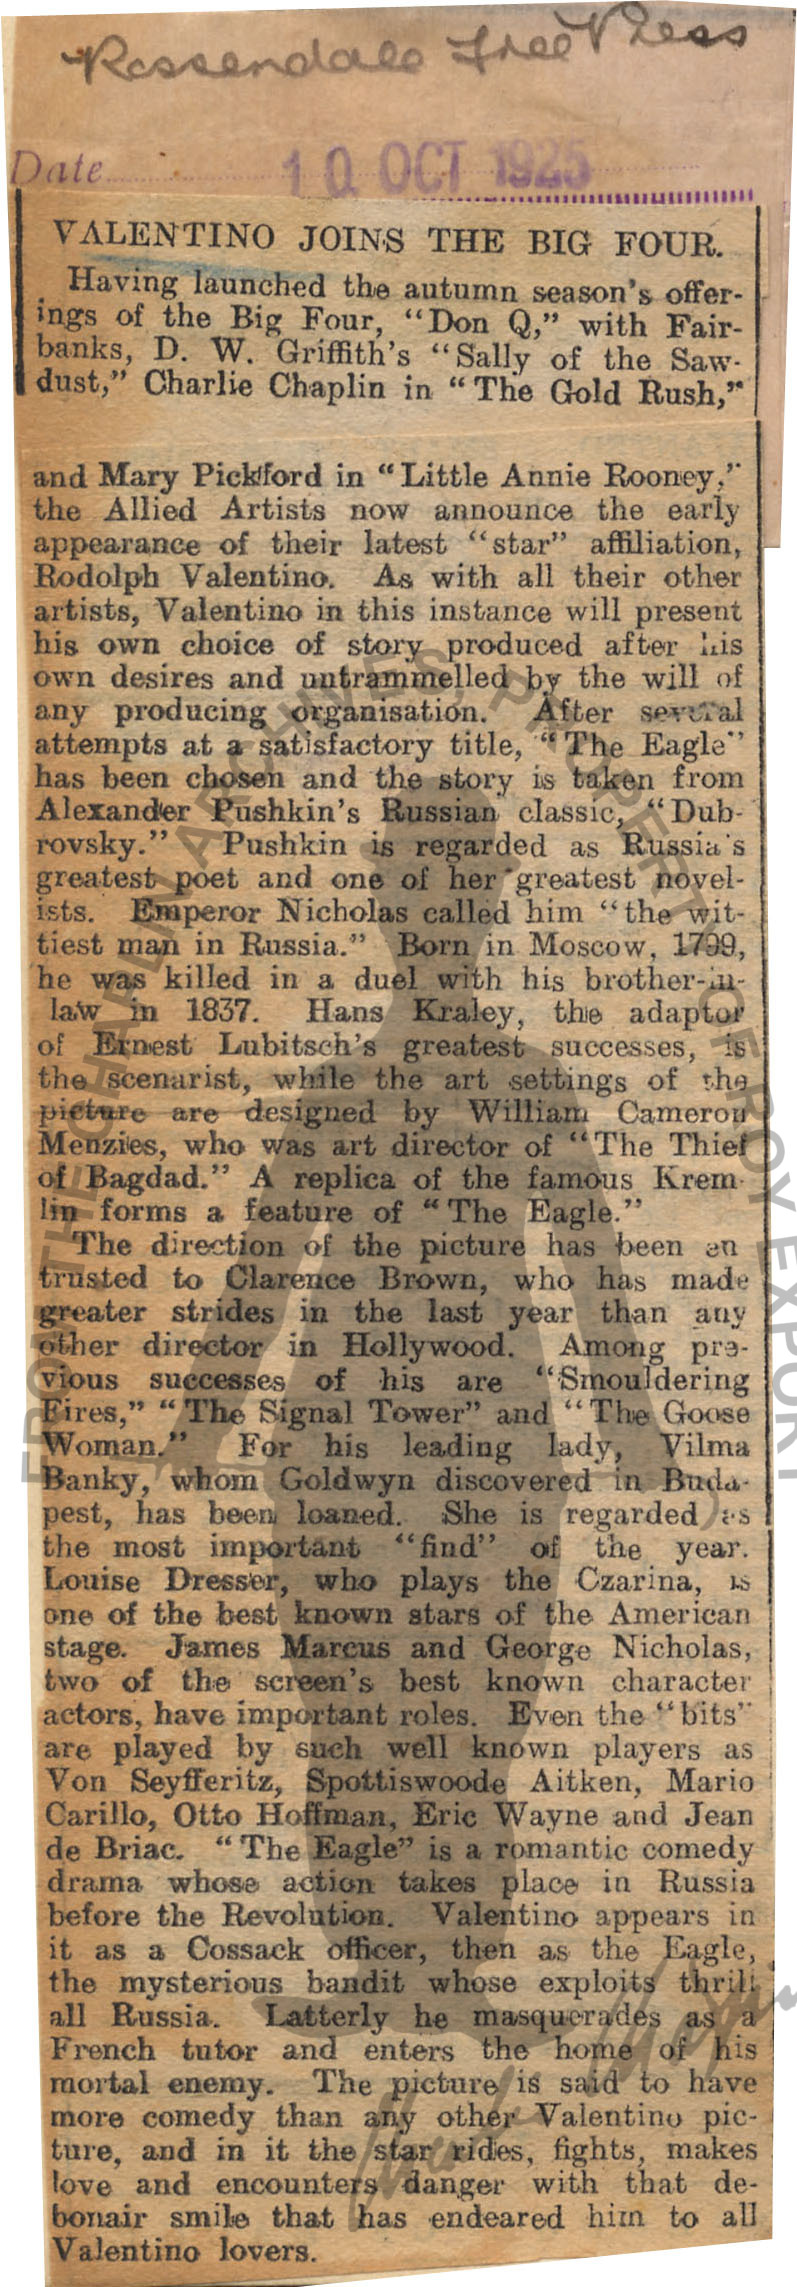 Rossendale Free Press
Date 10 OCT 1925
VALENTINO JOINS THE BIG FOUR.
Having launched the autumn season's offer-
ings of the Big Four, "Don Q," with Fair-
banks, D. W. Griffith's "Sally of the Saw-
dust," Charlie Chaplin in "The Gold Rush,"
and Mary Pickford in "Little Annie Rooney,"
the Allied Artists now announce the early
appearance of their latest "star" affiliation,
Rodolph Valentino. As with all their other
artists, Valentino in this instance will present
his own choice of story produced after his
own desires and untrammelled by the will of
any producing organisation. After several
attempts at a satisfactory title, "The Eagle"
has been chosen and the story is taken from
Alexander Pushkin's Russian classic, "Dub-
rovsky." Pushkin is regarded as Russia's
greatest poet and one of her greatest novel-
ists. Emperor Nicholas called him "the wit-
tiest man in Russia." Born in Moscow, 1799,
he was killed in a duel with his brother-in-
law in 1837. Hans Kraley, the adaptor
of Ernest Lubitsch's greatest successes, is
the scenarist, while the art settings of the
picture are designed by William Cameron
Menzies, who was art director of "The Thief
of Bagdad." A replica of the famous Krem-
lin forms a feature of "The Eagle."
The direction of the picture has been en
trusted to Clarence Brown, who has made
greater strides in the last year than any
other director in Hollywood. Among pre-
vious successes of his are "Smouldering
Fires," "The Signal Tower" and "The Goose
Woman." For his leading lady, Vilma
Banky, whom Goldwyn discovered in Buda-
pest, has been loaned. She is regarded as
the most important "find" of the year.
Louise Dresser, who plays the Czarina, is
one of the best known stars of the American
stage. James Marcus and George Nicholas,
two of the screen's best known character
actors, have important roles. Even the "bits"
are played by such well known players as
Von Seyfferitz, Spottiswoode Aitken, Mario
Carillo, Otto Hoffman, Eric Wayne and Jean
de Briac. "The Eagle" is a romantic comedy
drama whose action takes place in Russia
before the Revolution. Valentino appears in
it as a Cossack officer, then as the Eagle,
the mysterious bandit whose exploits thrill
all Russia. Latterly he masquerades as a
French tutor and enters the home of his
mortal enemy. The picture is said to have
more comedy than any other Valentino pic-
ture, and in it the star rides, fights, makes
love and encounters danger with that de-
bonair smile that has endeared him to all
Valentino lovers.
FROM THE CHAPLIN ARCHIVES, PROPERTY OF ROY EXPORT